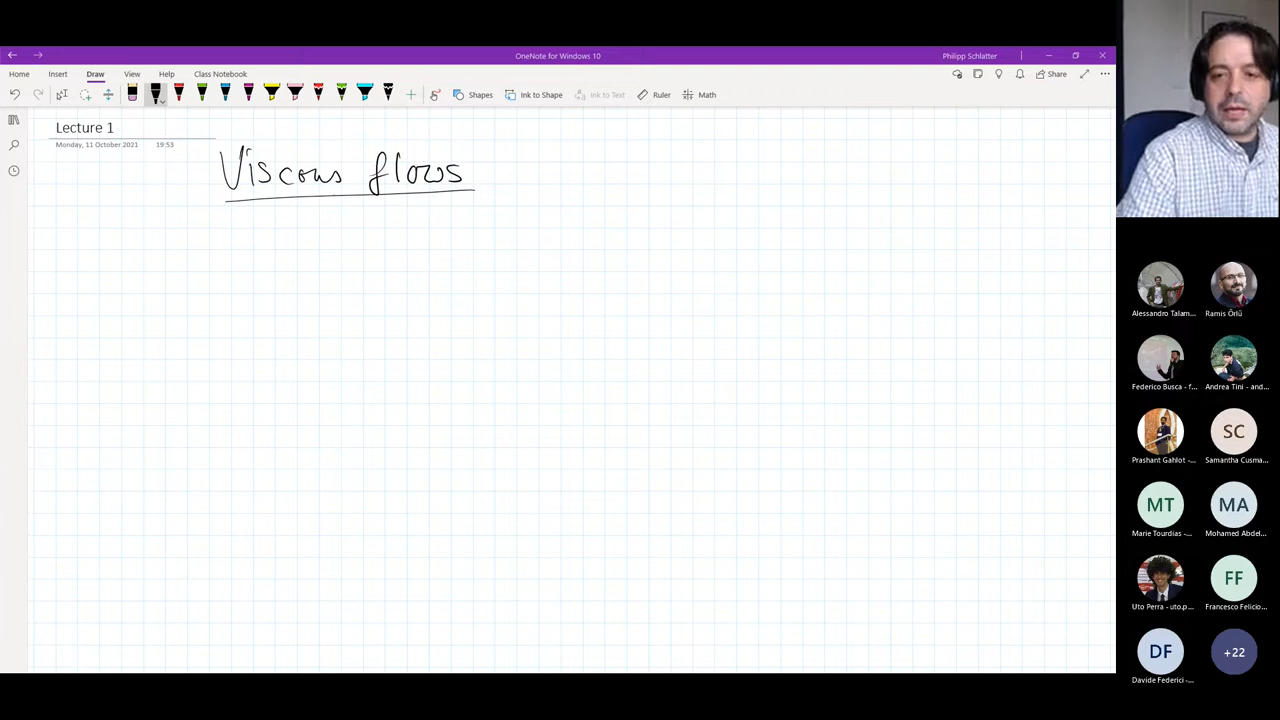 OneNote for Windows 10
Philipp Schlatter
Home Insert Draw View Help Class Notebook
Share
Shapes Ink to Shape Ink to Text Ruler Math
Lecture 1
Monday, 11 October 2021 19:53
Viscous flows
Alessandro Talam... Ramis Örlü
Federico Busca - f... Andrea Tini - and...
Prashant Gahlot -... SC
Samantha Cusma...
MT MA
Marie Tourdias -... Mohamed Abdel...
FF
Uto Perra - uto.p... Francesco Felicio...
DF +22
Davide Federici -...